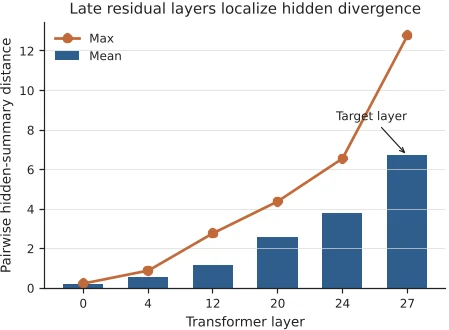 Late residual layers localize hidden divergence
Max
Mean
Target layer
Pairwise hidden-summary distance
12
10
8
6
4
2
0
0 4 12 20 24 27
Transformer layer